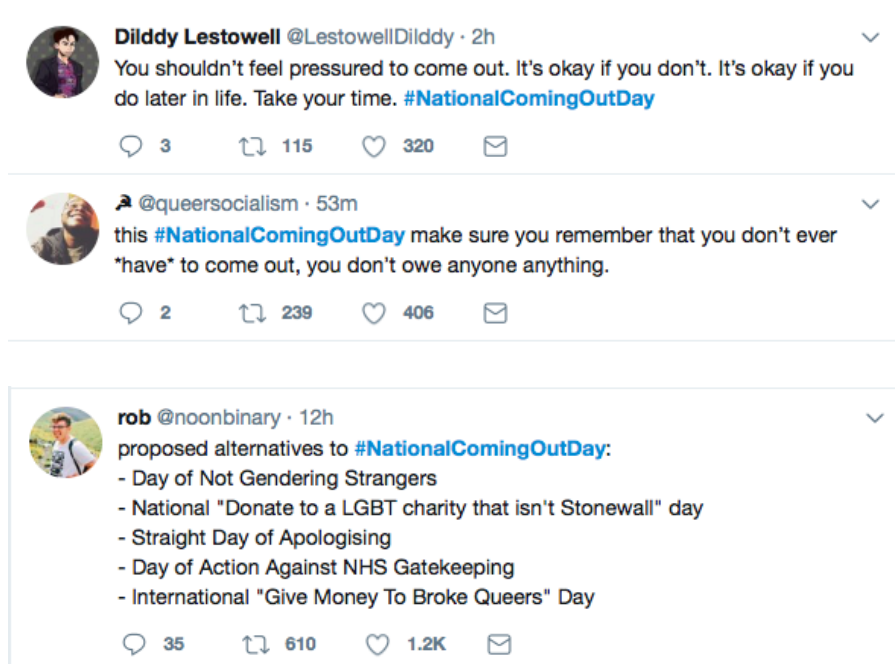 Dilddy Lestowell @LestowellDilddy · 2h
You shouldn't feel pressured to come out. It's okay if you don't. It's okay if you
do later in life. Take your time. #NationalComingOutDay
3 115 320
☭ @queersocialism · 53m
this #NationalComingOutDay make sure you remember that you don't ever
*have* to come out, you don't owe anyone anything.
2 239 406
rob @noonbinary · 12h
proposed alternatives to #NationalComingOutDay:
- Day of Not Gendering Strangers
- National "Donate to a LGBT charity that isn't Stonewall" day
- Straight Day of Apologising
- Day of Action Against NHS Gatekeeping
- International "Give Money To Broke Queers" Day
35 610 1.2K